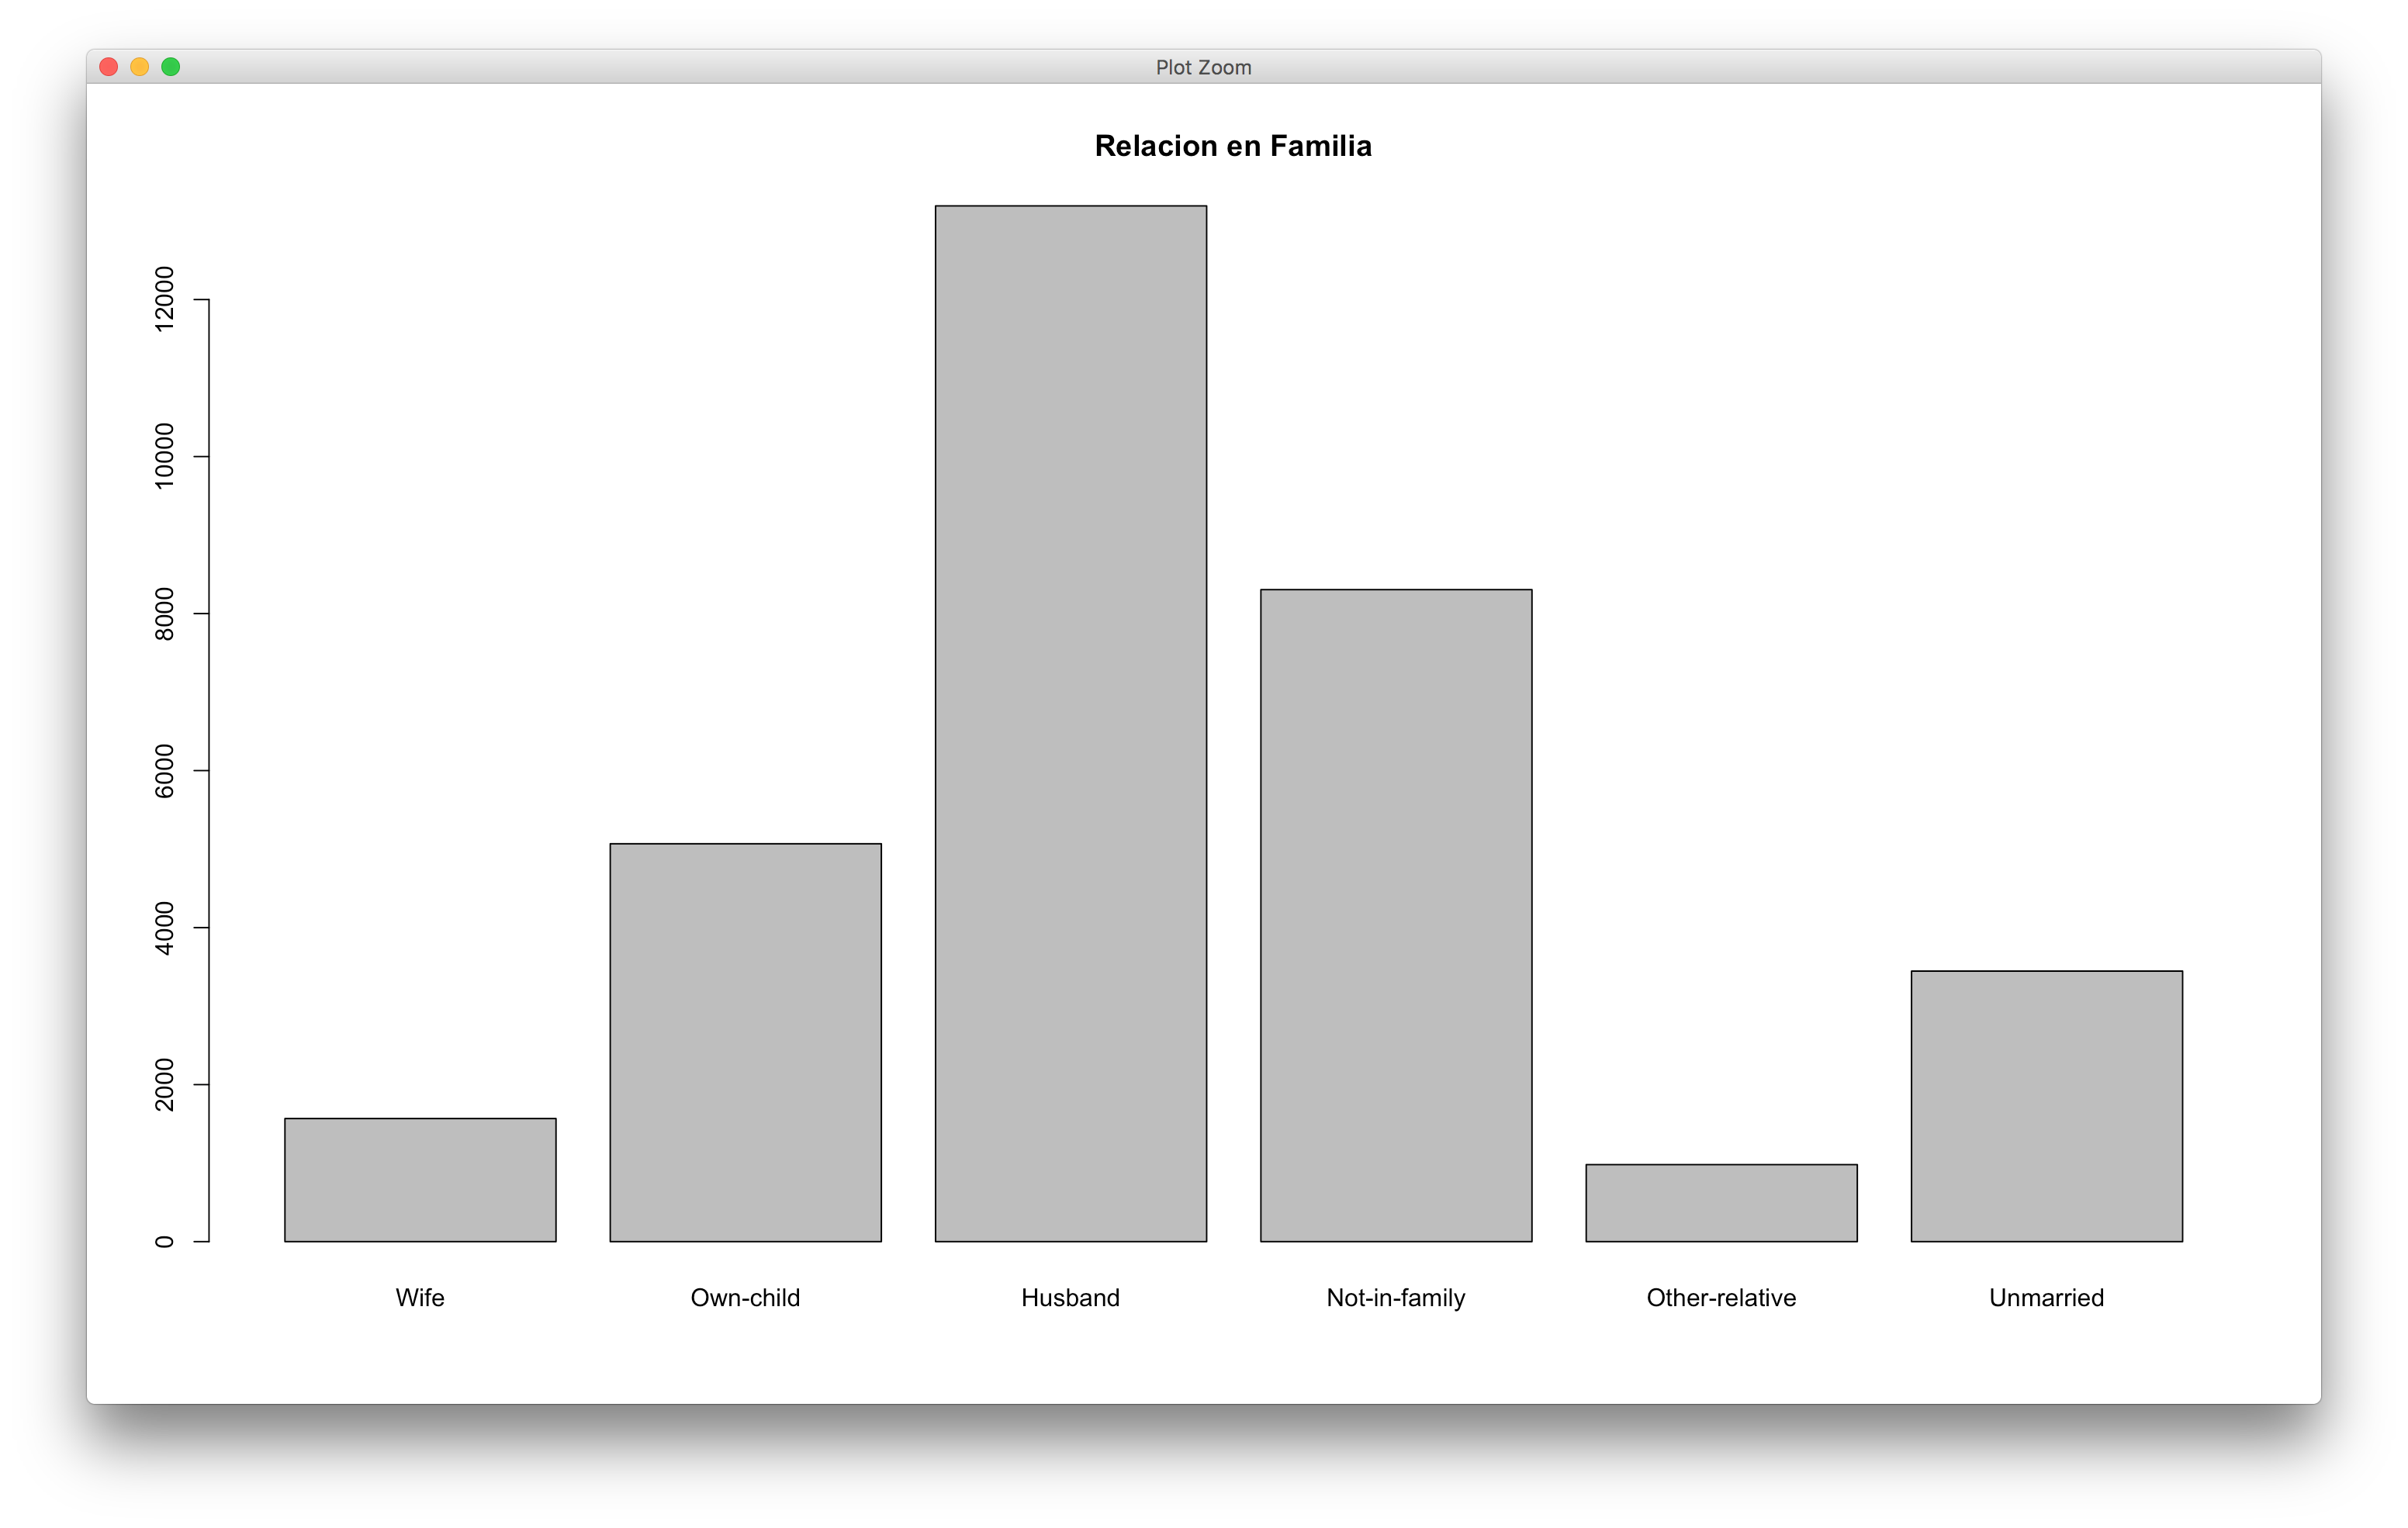 Plot Zoom
Relacion en Familia
12000
10000
8000
6000
4000
2000
0
Wife Own-child Husband Not-in-family Other-relative Unmarried